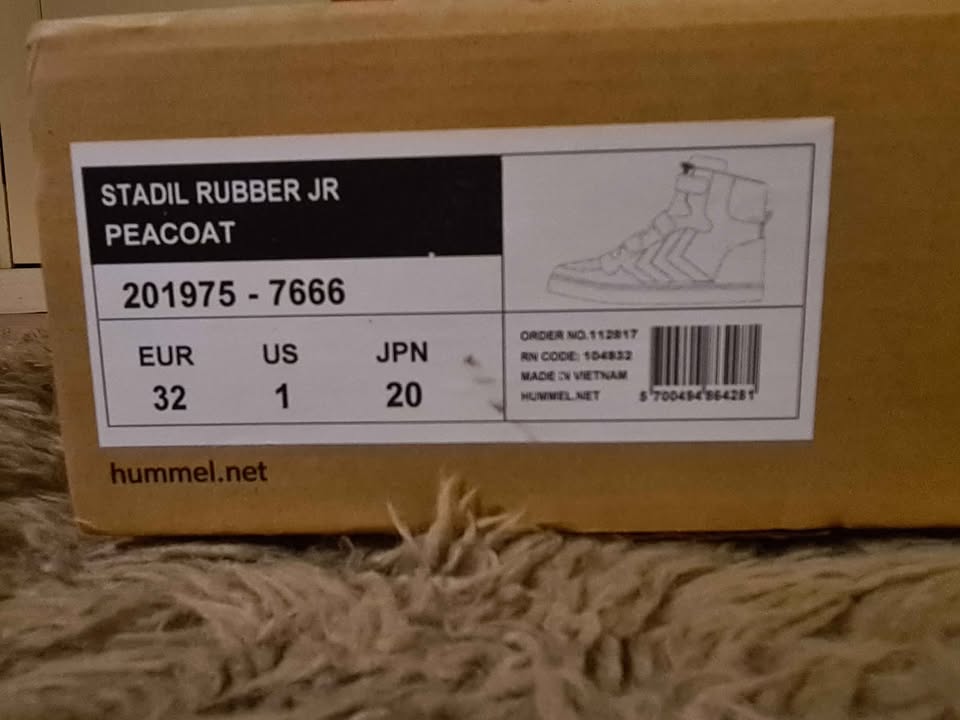 STADIL RUBBER JR
PEACOAT
201975 - 7666
EUR US JPN
32 1 20
ORDER NO.112817
RN CODE: 104832
MADE IN VIETNAM
HUMMEL.NET
5 700494 864281
hummel.net